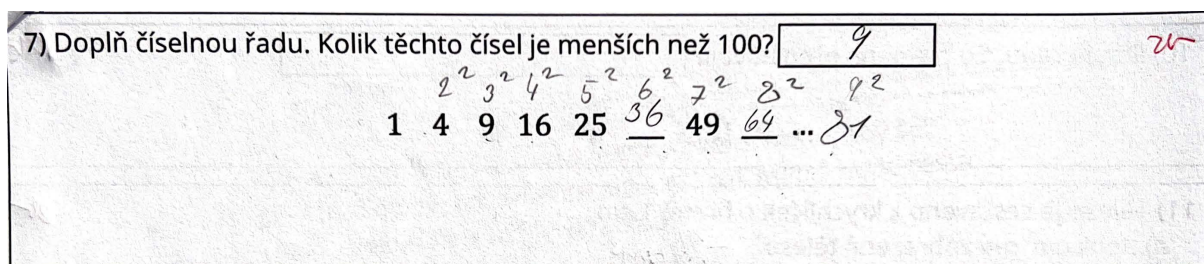 7) Doplň číselnou řadu. Kolik těchto čísel je menších než 100? 9
2² 3² 4² 5² 6² 7² 8² 9²
1 4 9 16 25 36 49 64 ... 81